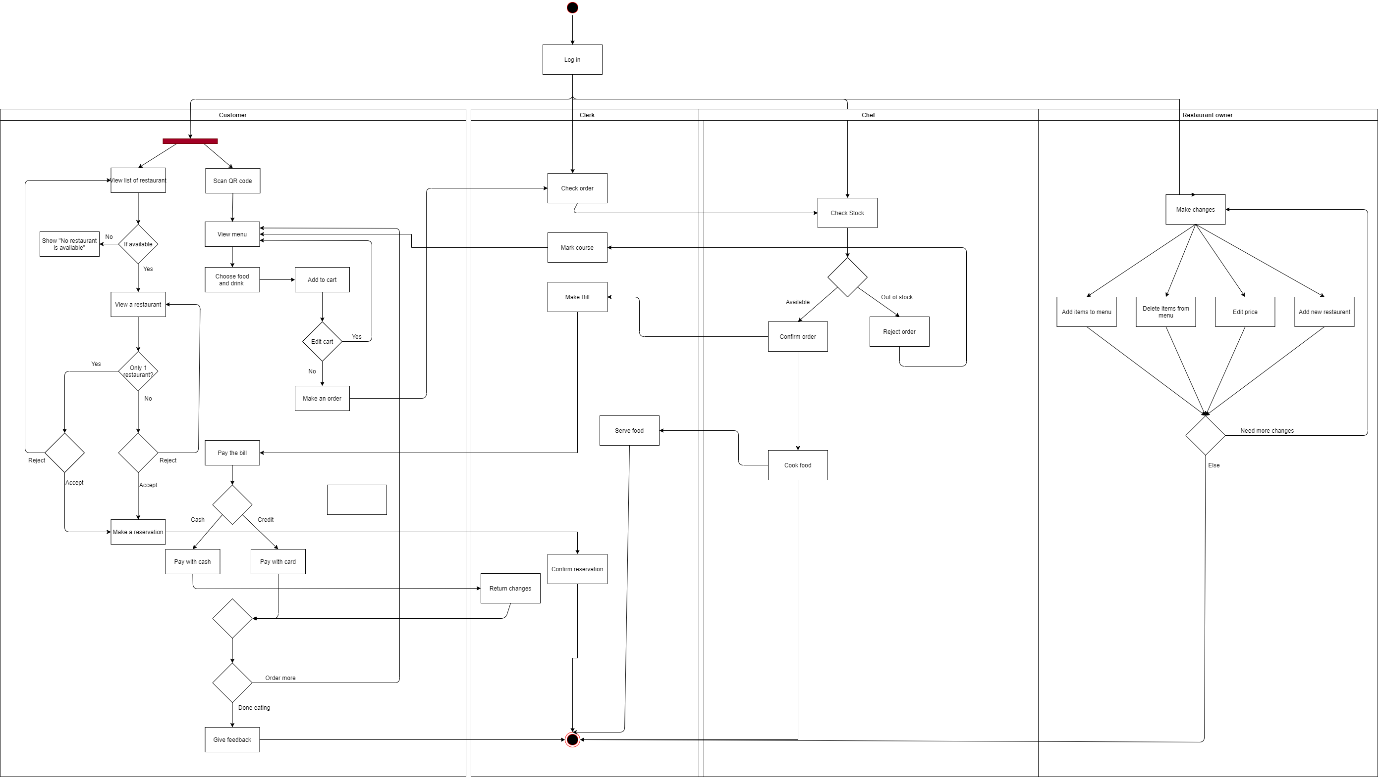 Log in
Customer
Clerk
Chef
Restaurant owner
View list of restaurant
Scan QR code
Check order
Check Stock
Make changes
View menu
No
Show "No restaurant
is available"
If available
Mark course
Yes
Choose food
and drink
Add to cart
Make Bill
Available
Out of stock
View a restaurant
Add items to menu
Delete items from
menu
Edit price
Add new restaurant
Confirm order
Reject order
Edit cart
Yes
Yes
Only 1
restaurant?
No
No
Make an order
Serve food
Need more changes
Reject
Reject
Pay the bill
Cook food
Else
Accept
Accept
Cash
Credit
Make a reservation
Pay with cash
Pay with card
Confirm reservation
Return changes
Order more
Done eating
Give feedback